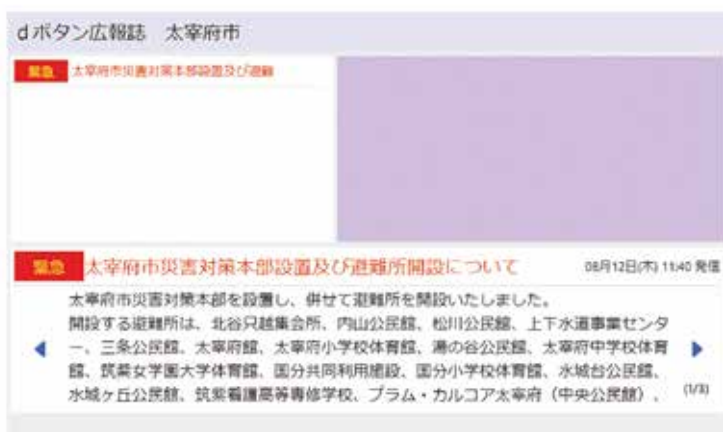 dボタン広報誌 太宰府市
緊急 太宰府市災害対策本部設置及び避難
緊急 太宰府市災害対策本部設置及び避難所開設について 08月12日(木) 11:40 発信
太宰府市災害対策本部を設置し、併せて避難所を開設いたしました。
開設する避難所は、北谷只越集会所、内山公民館、松川公民館、上下水道事業センタ
ー、三条公民館、太宰府館、太宰府小学校体育館、湯の谷公民館、太宰府中学校体育
館、筑紫女学園大学体育館、国分共同利用施設、国分小学校体育館、水城台公民館、
水城ヶ丘公民館、筑紫看護高等専修学校、プラム・カルコア太宰府（中央公民館）、
(1/3)